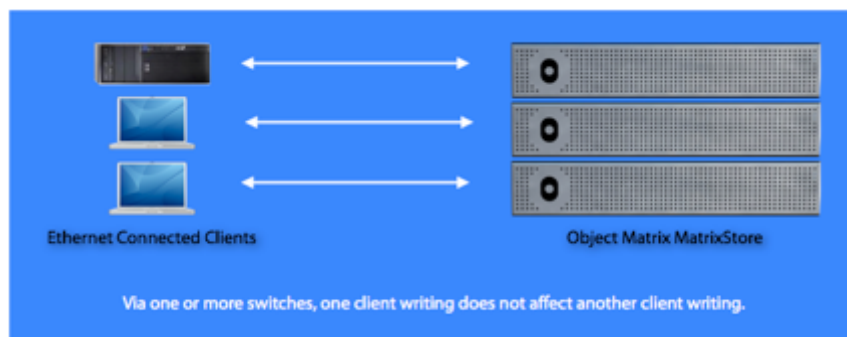 Ethernet Connected Clients
Object Matrix MatrixStore
Via one or more switches, one client writing does not affect another client writing.